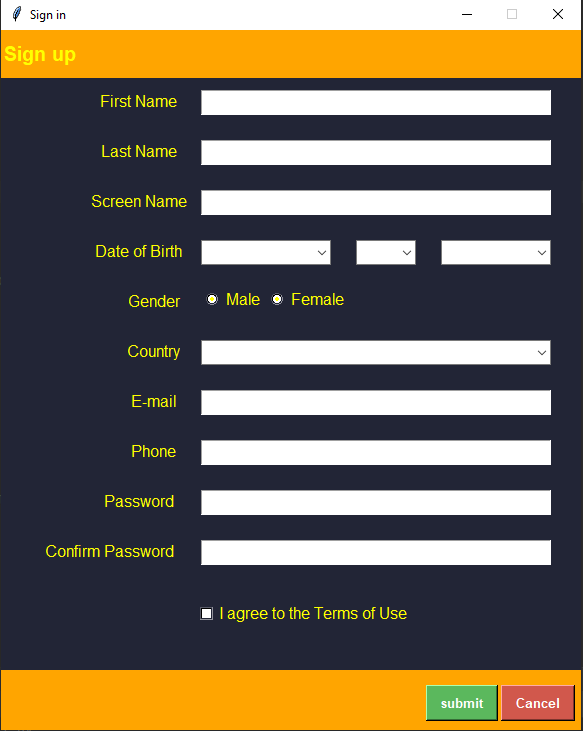 Sign in
Sign up
First Name
Last Name
Screen Name
Date of Birth
Gender Male Female
Country
E-mail
Phone
Password
Confirm Password
I agree to the Terms of Use
submit Cancel